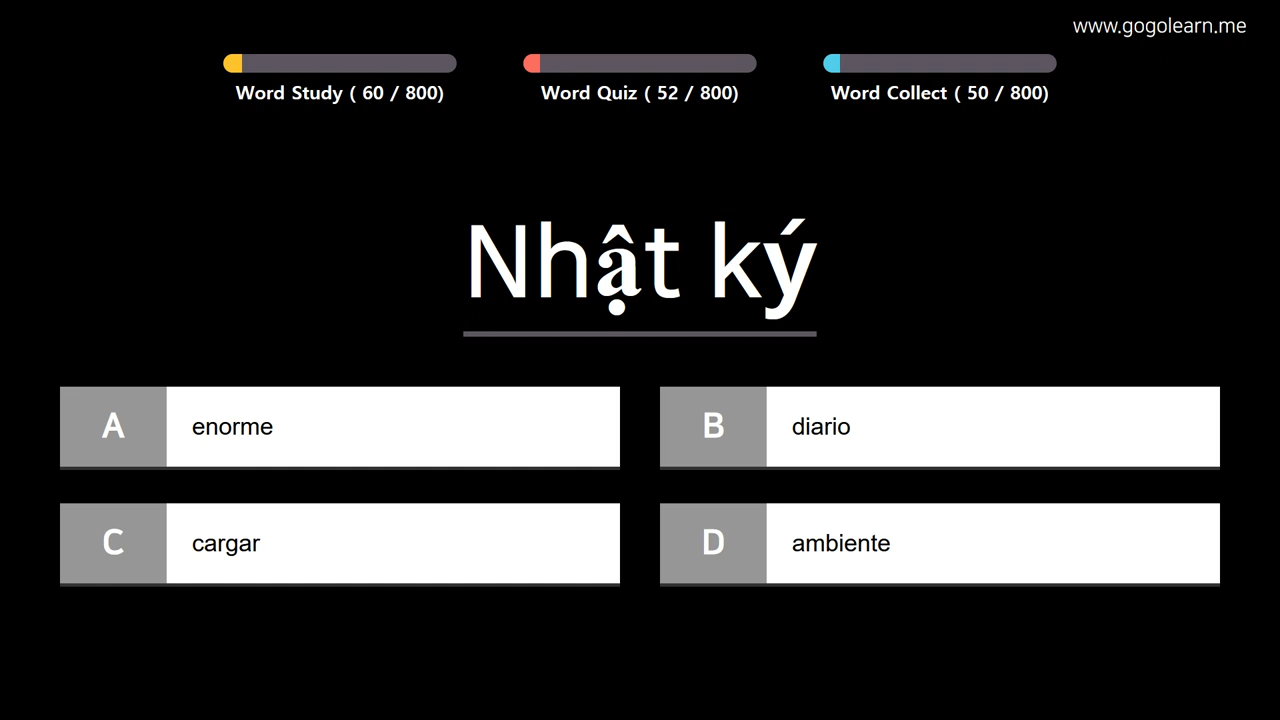 www.gogolearn.me
Word Study ( 60 / 800)
Word Quiz ( 52 / 800)
Word Collect ( 50 / 800)
Nhật ký
A enorme
B diario
C cargar
D ambiente